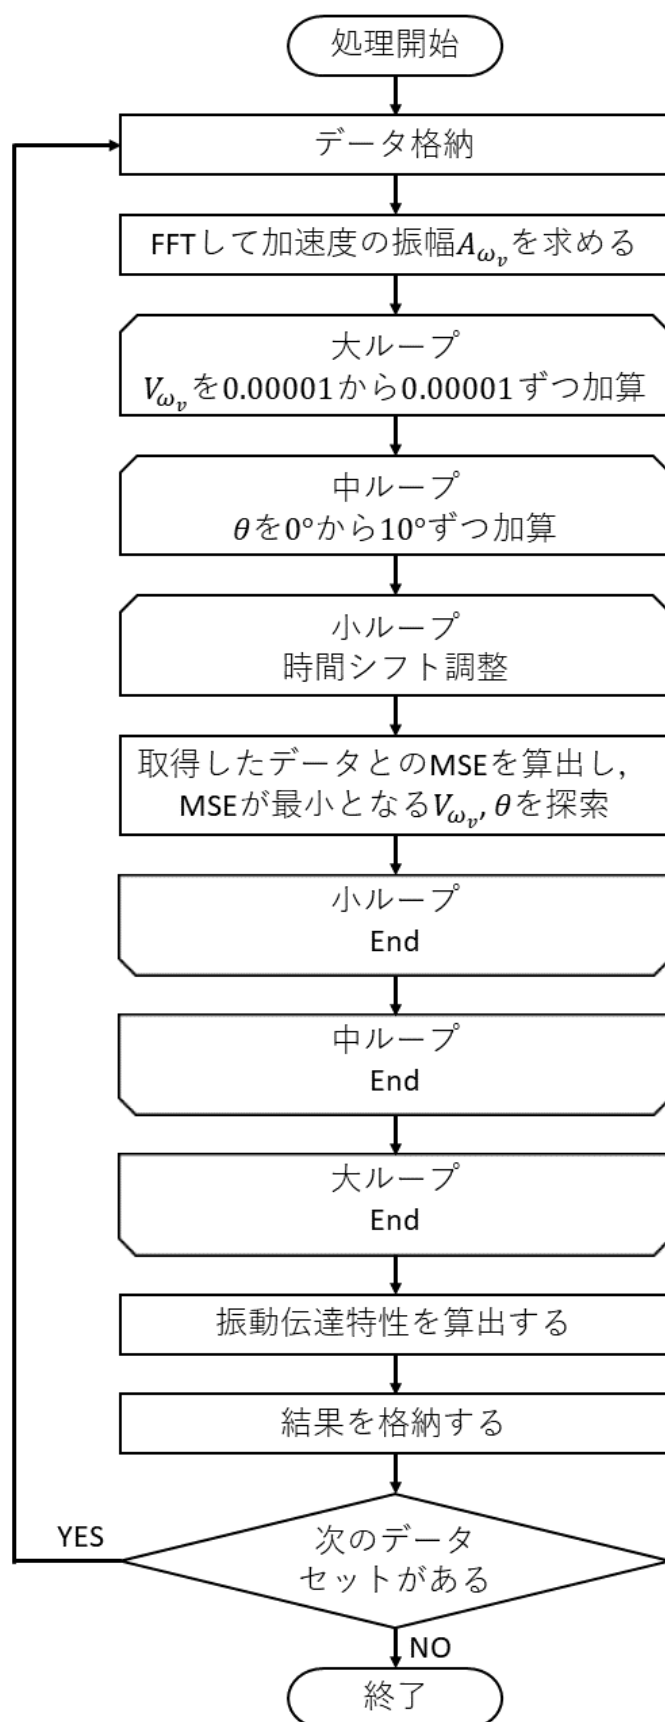 処理開始
データ格納
FFTして加速度の振幅$A_{\omega_v}$を求める
大ループ
$V_{\omega_v}$を0.00001から0.00001ずつ加算
中ループ
θを0°から10°ずつ加算
小ループ
時間シフト調整
取得したデータとのMSEを算出し,
MSEが最小となる$V_{\omega_v}$, θを探索
小ループ
End
中ループ
End
大ループ
End
振動伝達特性を算出する
結果を格納する
次のデータ
セットがある
YES
NO
終了